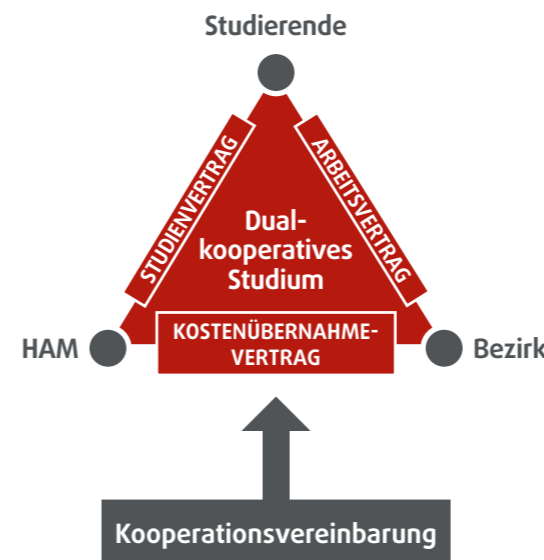 Studierende
STUDIENVERTRAG
ARBEITSVERTRAG
Dual-
kooperatives
Studium
HAM
KOSTENÜBERNAHME-
VERTRAG
Bezirk
Kooperationsvereinbarung